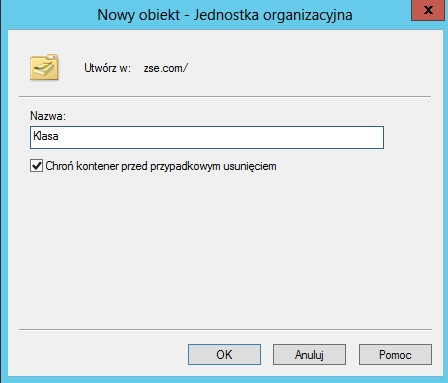 Nowy obiekt - Jednostka organizacyjna
x
Utwórz w: zse.com/
Nazwa:
Klasa
Chroń kontener przed przypadkowym usunięciem
OK Anuluj Pomoc